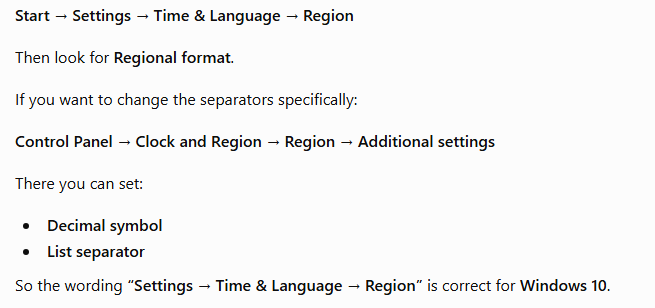 Start → Settings → Time & Language → Region
Then look for Regional format.
If you want to change the separators specifically:
Control Panel → Clock and Region → Region → Additional settings
There you can set:
• Decimal symbol
• List separator
So the wording “Settings → Time & Language → Region” is correct for Windows 10.